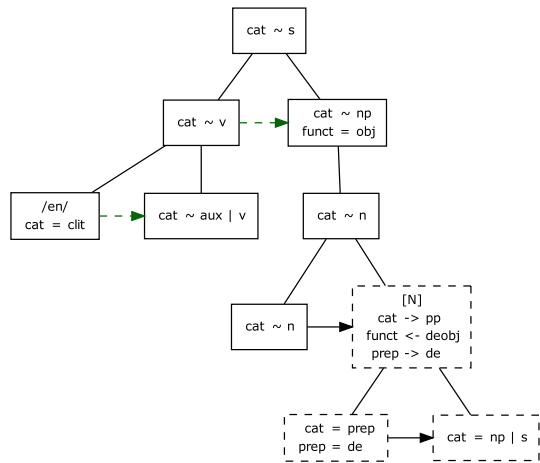 cat ~ s
cat ~ v
cat ~ np
funct = obj
/en/
cat = clit
cat ~ aux | v
cat ~ n
cat ~ n
[N]
cat -> pp
funct <- deobj
prep -> de
cat = prep
prep = de
cat = np | s